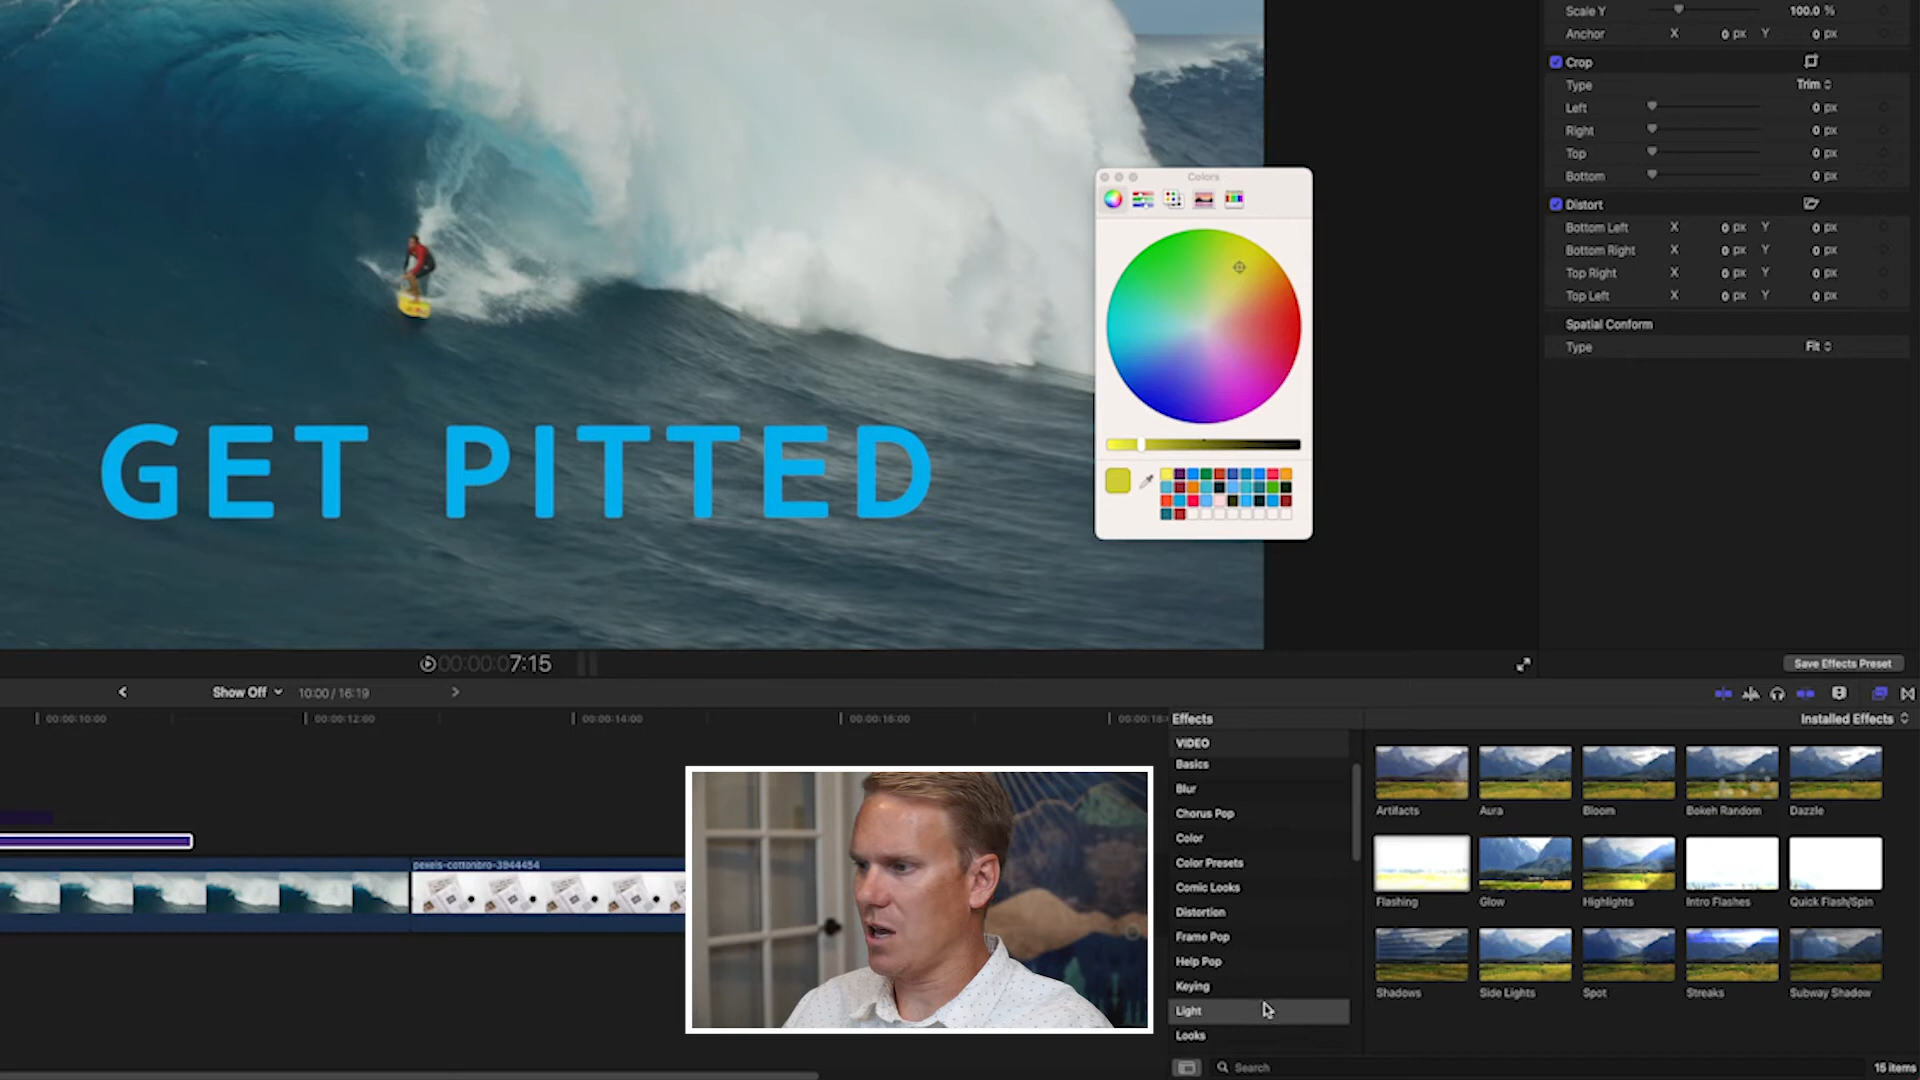 Scale Y 100.0 %
Anchor X 0 px Y 0 px
Crop
Type Trim
Left 0 px
Right 0 px
Top 0 px
Bottom 0 px
Distort
Bottom Left X 0 px Y 0 px
Bottom Right X 0 px Y 0 px
Top Right X 0 px Y 0 px
Top Left X 0 px Y 0 px
Spatial Conform
Type Fit
Colors
GET PITTED
00:00:07:15
Save Effects Preset
Show Off 10:00 / 16:19
00:00:10:00 00:00:12:00 00:00:14:00 00:00:16:00 00:00:18:
Effects
Installed Effects
VIDEO
Basics
Blur
Chorus Pop
Color
Color Presets
Comic Looks
Distortion
Frame Pop
Help Pop
Keying
Light
Looks
Artifacts Aura Bloom Bokeh Random Dazzle
Flashing Glow Highlights Intro Flashes Quick Flash/Spin
Shadows Side Lights Spot Streaks Subway Shadow
pexels-cottonbro-3944454
Search
15 items